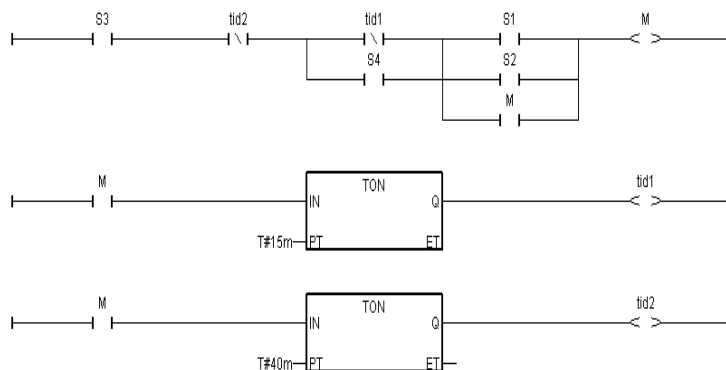 S3 tid2 tid1 S1 M
S4 S2
M
M TON tid1
IN Q
T#15m PT ET
M TON tid2
IN Q
T#40m PT ET